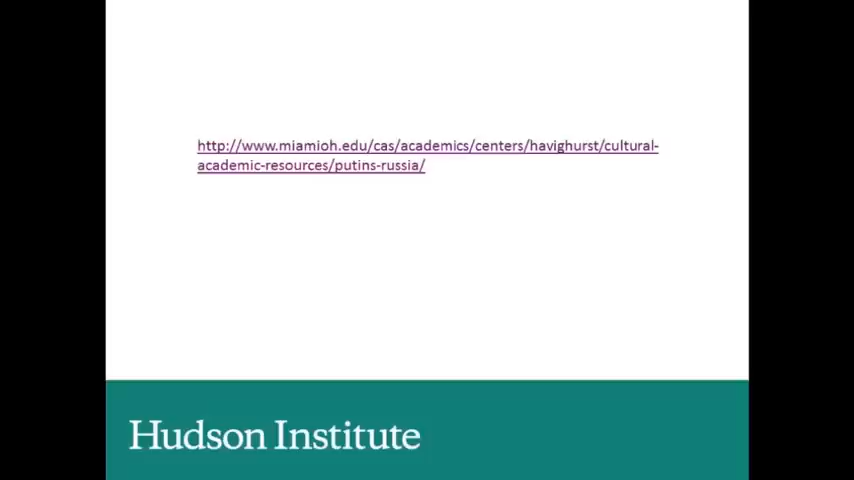 http://www.miamioh.edu/cas/academics/centers/havighurst/cultural-
academic-resources/putins-russia/
Hudson Institute